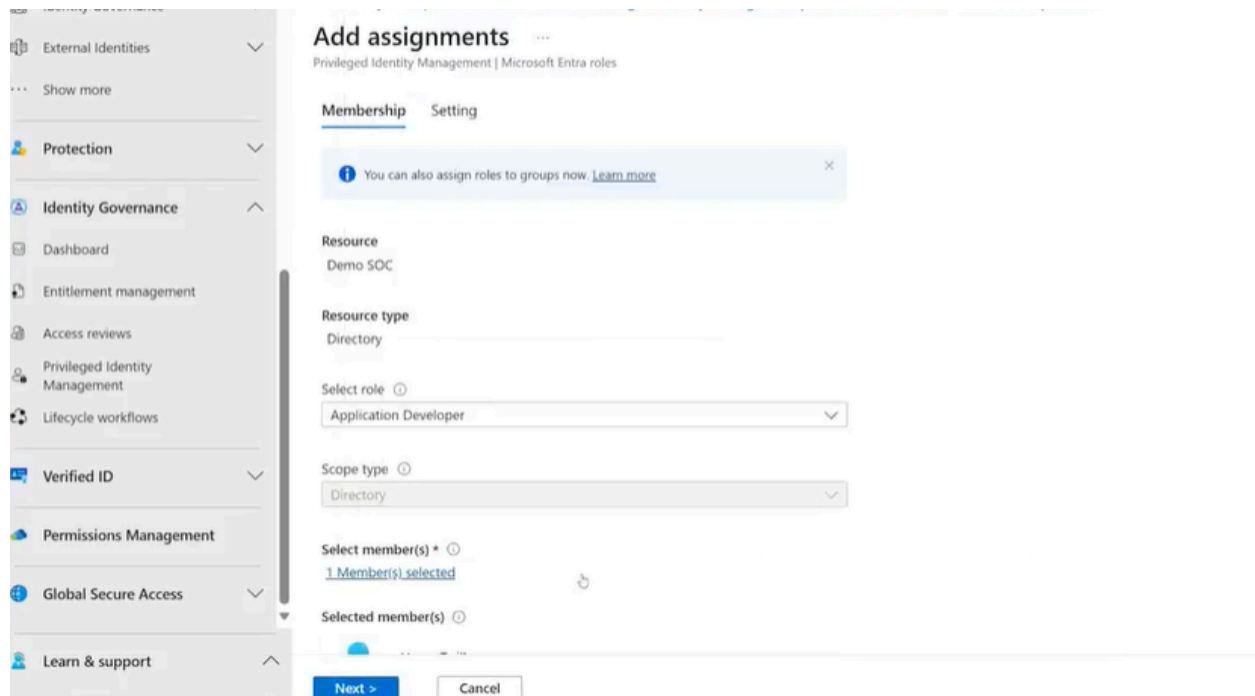 External Identities
Show more
Protection
Identity Governance
Dashboard
Entitlement management
Access reviews
Privileged Identity
Management
Lifecycle workflows
Verified ID
Permissions Management
Global Secure Access
Learn & support
Add assignments
Privileged Identity Management | Microsoft Entra roles
Membership Setting
You can also assign roles to groups now. Learn more
Resource
Demo SOC
Resource type
Directory
Select role
Application Developer
Scope type
Directory
Select member(s) *
1 Member(s) selected
Selected member(s)
Next >
Cancel